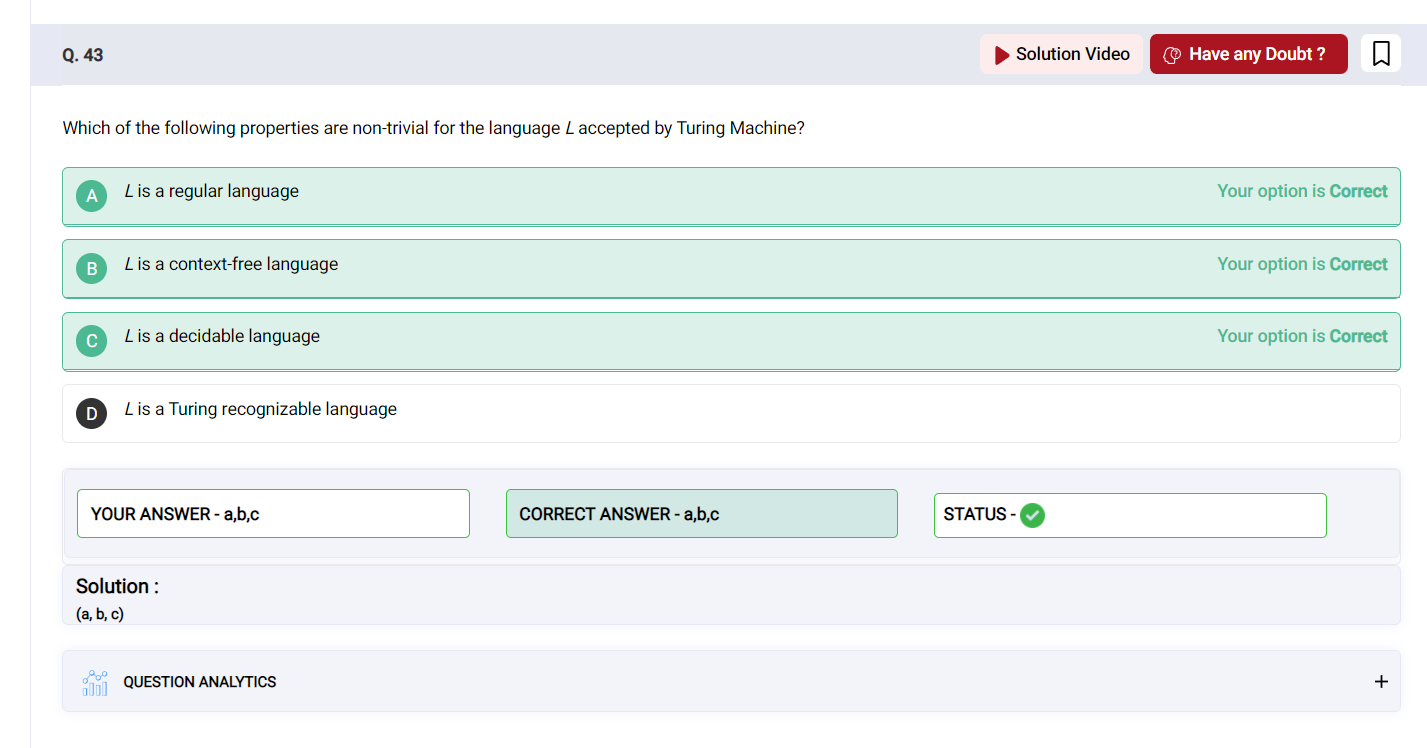 Q. 43
Solution Video
Have any Doubt ?
Which of the following properties are non-trivial for the language L accepted by Turing Machine?
A L is a regular language Your option is Correct
B L is a context-free language Your option is Correct
C L is a decidable language Your option is Correct
D L is a Turing recognizable language
YOUR ANSWER - a,b,c
CORRECT ANSWER - a,b,c
STATUS -
Solution :
(a, b, c)
QUESTION ANALYTICS
+